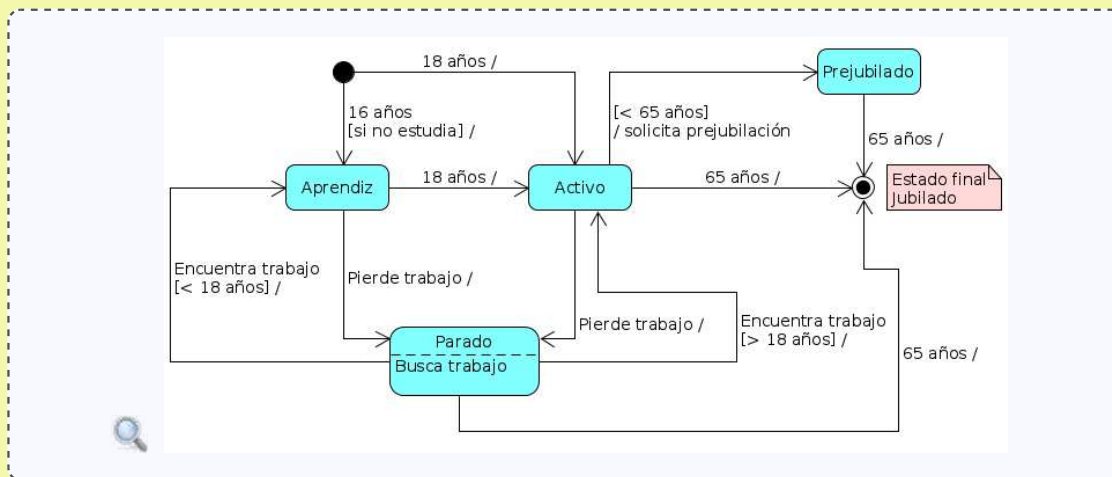 18 años /
Prejubilado
16 años
[si no estudia] /
[< 65 años]
/ solicita prejubilación
65 años /
Aprendiz
18 años /
Activo
65 años /
Estado final
Jubilado
Encuentra trabajo
[< 18 años] /
Pierde trabajo /
Pierde trabajo /
Encuentra trabajo
[> 18 años] /
Parado
Busca trabajo
65 años /